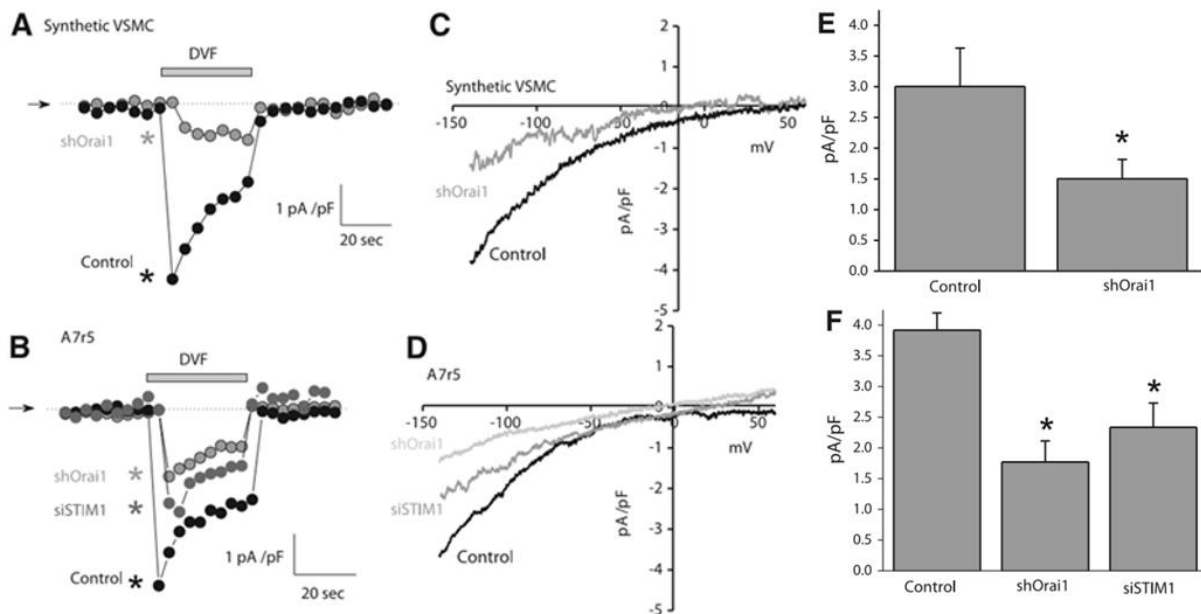 A Synthetic VSMC
DVF
shOrai1 *
1 pA /pF
20 sec
Control *
B A7r5
DVF
shOrai1 *
siSTIM1 *
1 pA /pF
20 sec
Control *
C
Synthetic VSMC
2
1
0
-1
-2
-3
-4
-5
-150 -100 -50 0 50
mV
pA/pF
shOrai1
Control
D
A7r5
2
1
0
-1
-2
-3
-4
-5
-150 -100 -50 0 50
mV
pA/pF
shOrai1
siSTIM1
Control
E
pA/pF
4.0
3.5
3.0
2.5
2.0
1.5
1.0
0.5
0.0
*
Control shOrai1
F
pA/pF
4.0
3.5
3.0
2.5
2.0
1.5
1.0
0.5
0.0
* *
Control shOrai1 siSTIM1